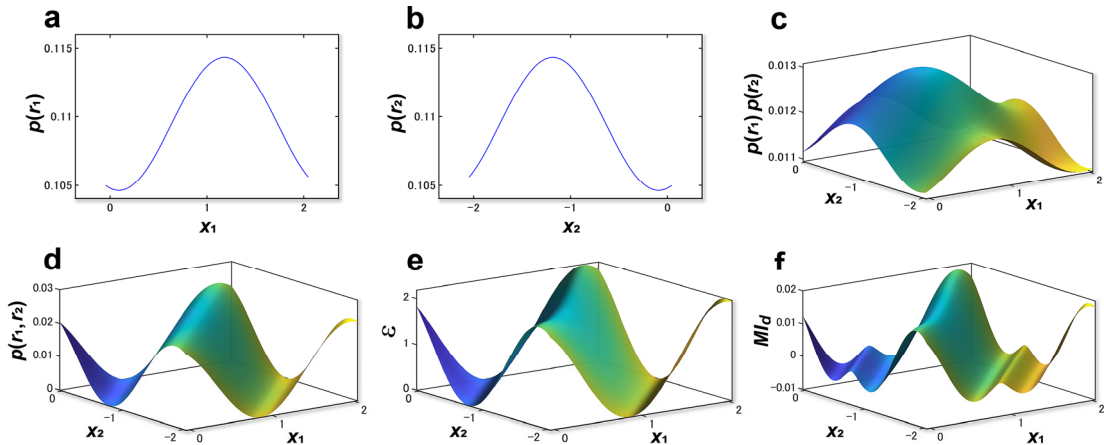 a
0.115
0.11
0.105
p(r₁)
0
1
2
x₁
b
0.115
0.11
0.105
p(r₂)
−2
−1
0
x₂
c
0.013
0.012
0.011
p(r₁) p(r₂)
0
−1
−2
x₂
0
1
2
x₁
d
0.03
0.02
0.01
0
p(r₁, r₂)
0
−1
−2
x₂
0
1
2
x₁
e
2
1
0
ε
0
−1
−2
x₂
0
1
2
x₁
f
0.02
0.01
0
−0.01
MI_d
0
−1
−2
x₂
0
1
2
x₁